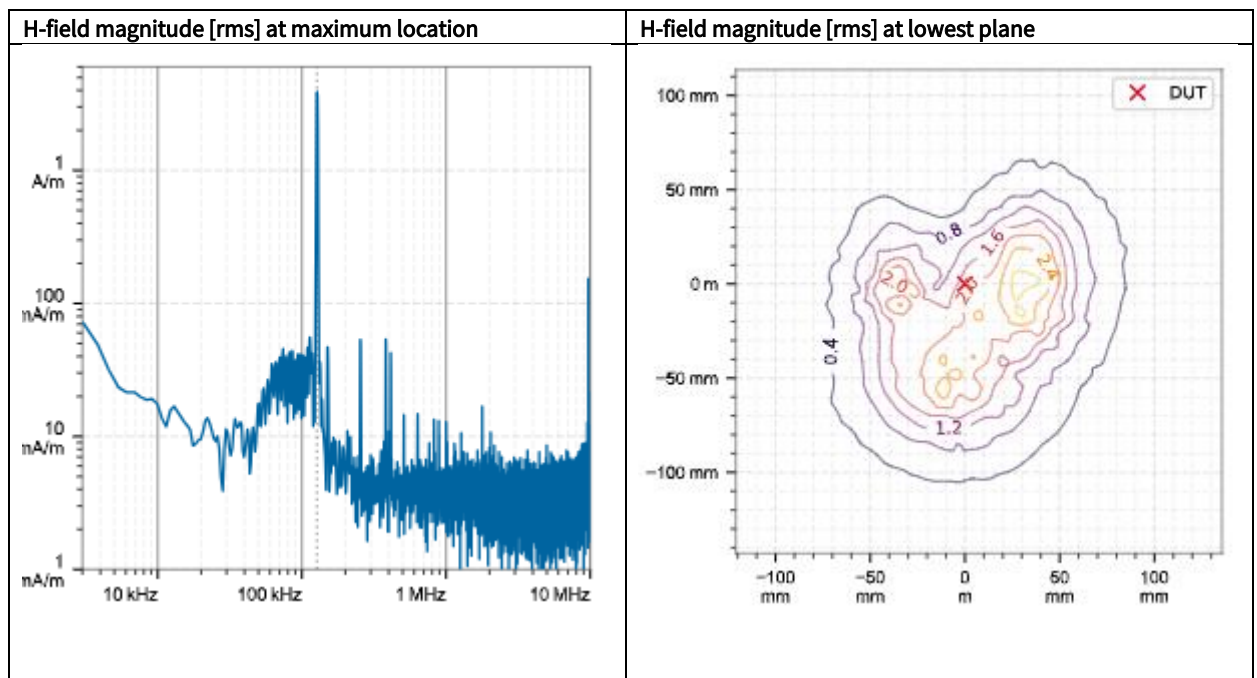 H-field magnitude [rms] at maximum location
1
A/m
100
mA/m
10
mA/m
1
mA/m
10 kHz
100 kHz
1 MHz
10 MHz
H-field magnitude [rms] at lowest plane
DUT
100 mm
50 mm
0 m
−50 mm
−100 mm
0.8
1.6
2.4
2.0
2.0
0.4
1.2
−100
mm
−50
mm
0
m
50
mm
100
mm